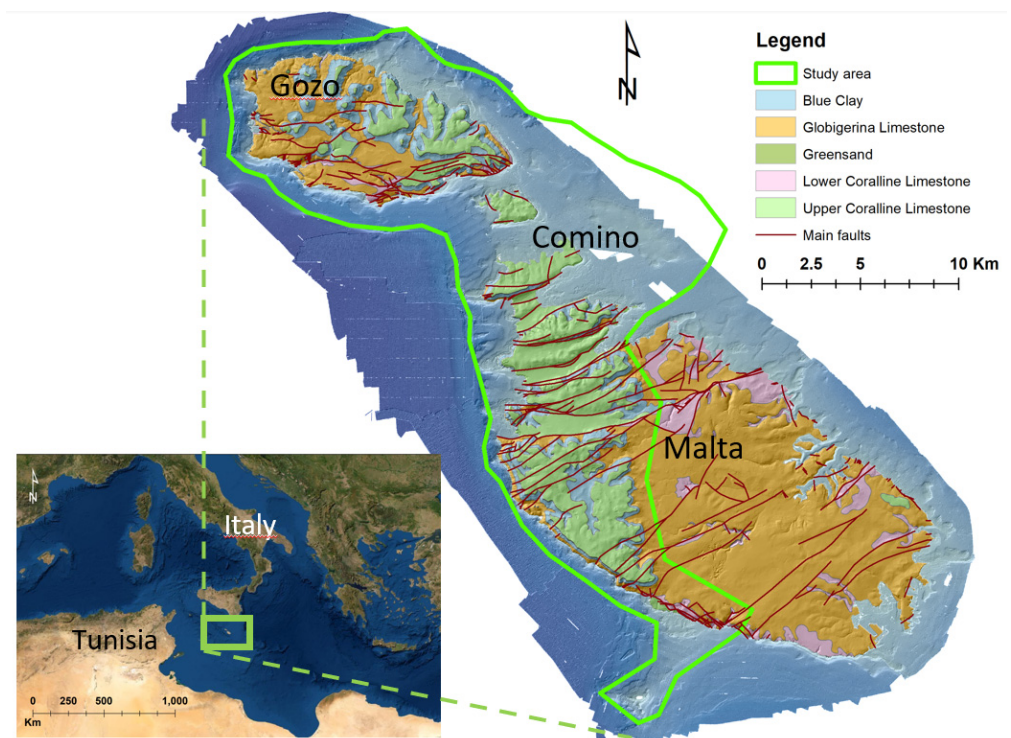 Gozo
N
Legend
Study area
Blue Clay
Globigerina Limestone
Greensand
Lower Coralline Limestone
Upper Coralline Limestone
Main faults
0 2.5 5 10 Km
Comino
Malta
N
Italy
Tunisia
0 250 500 1,000
Km